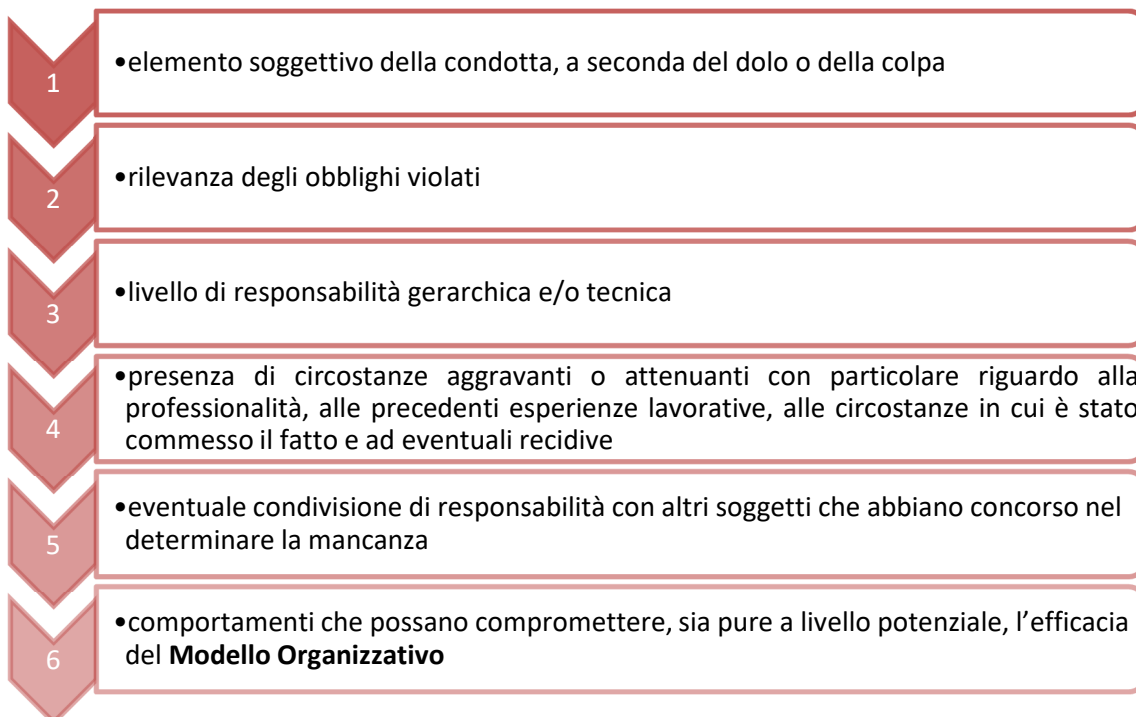 1
•elemento soggettivo della condotta, a seconda del dolo o della colpa
2
•rilevanza degli obblighi violati
3
•livello di responsabilità gerarchica e/o tecnica
4
•presenza di circostanze aggravanti o attenuanti con particolare riguardo alla
professionalità, alle precedenti esperienze lavorative, alle circostanze in cui è stato
commesso il fatto e ad eventuali recidive
5
•eventuale condivisione di responsabilità con altri soggetti che abbiano concorso nel
determinare la mancanza
6
•comportamenti che possano compromettere, sia pure a livello potenziale, l’efficacia
del Modello Organizzativo